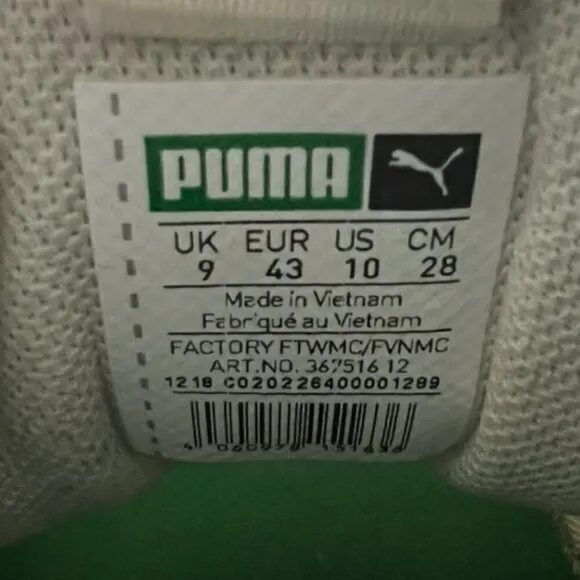 PUMA
UK EUR US CM
9 43 10 28
Made in Vietnam
Fabriqué au Vietnam
FACTORY FTWMC/FVNMC
ART.NO. 367516 12
1218 C020226400001289